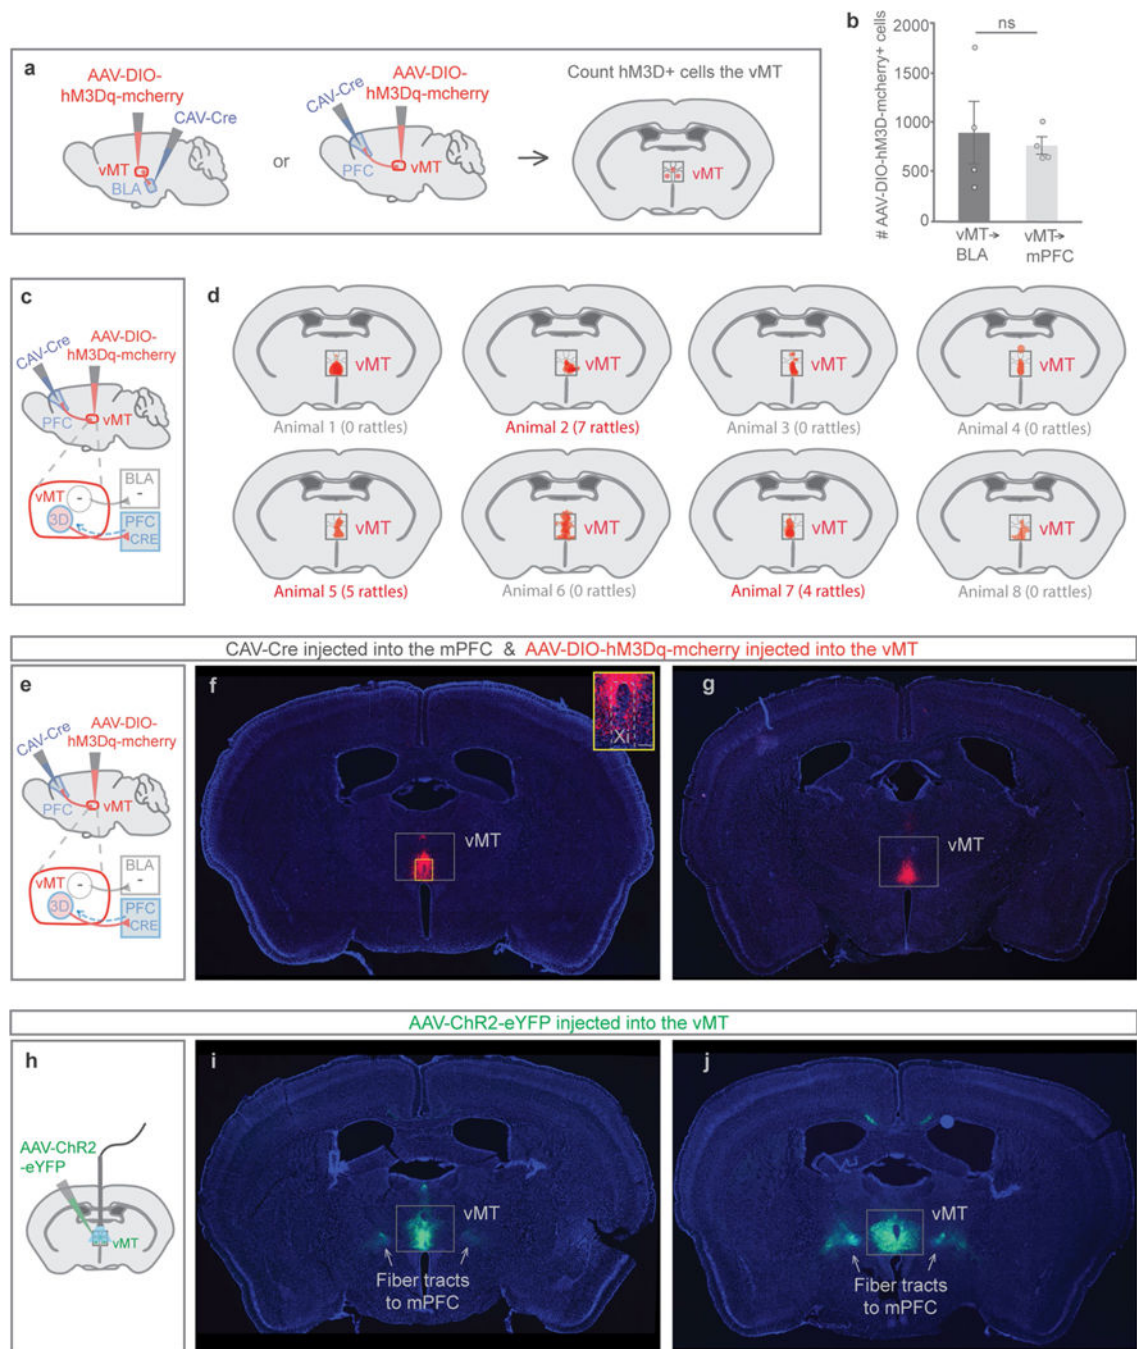 a
AAV-DIO-
hM3Dq-mcherry
CAV-Cre
vMT
BLA
or
CAV-Cre
AAV-DIO-
hM3Dq-mcherry
PFC
vMT
Count hM3D+ cells the vMT
vMT
b
# AAV-DIO-hM3D-mcherry+ cells
2000
1500
1000
500
0
ns
vMT→
BLA
vMT→
mPFC
c
CAV-Cre
AAV-DIO-
hM3Dq-mcherry
PFC
vMT
vMT
-
3D
BLA
-
PFC
CRE
d
vMT
Animal 1 (0 rattles)
vMT
Animal 2 (7 rattles)
vMT
Animal 3 (0 rattles)
vMT
Animal 4 (0 rattles)
vMT
Animal 5 (5 rattles)
vMT
Animal 6 (0 rattles)
vMT
Animal 7 (4 rattles)
vMT
Animal 8 (0 rattles)
CAV-Cre injected into the mPFC & AAV-DIO-hM3Dq-mcherry injected into the vMT
e
CAV-Cre
AAV-DIO-
hM3Dq-mcherry
PFC
vMT
vMT
-
3D
BLA
-
PFC
CRE
f
Xi
vMT
g
vMT
AAV-ChR2-eYFP injected into the vMT
h
AAV-ChR2
-eYFP
vMT
i
vMT
Fiber tracts
to mPFC
j
vMT
Fiber tracts
to mPFC